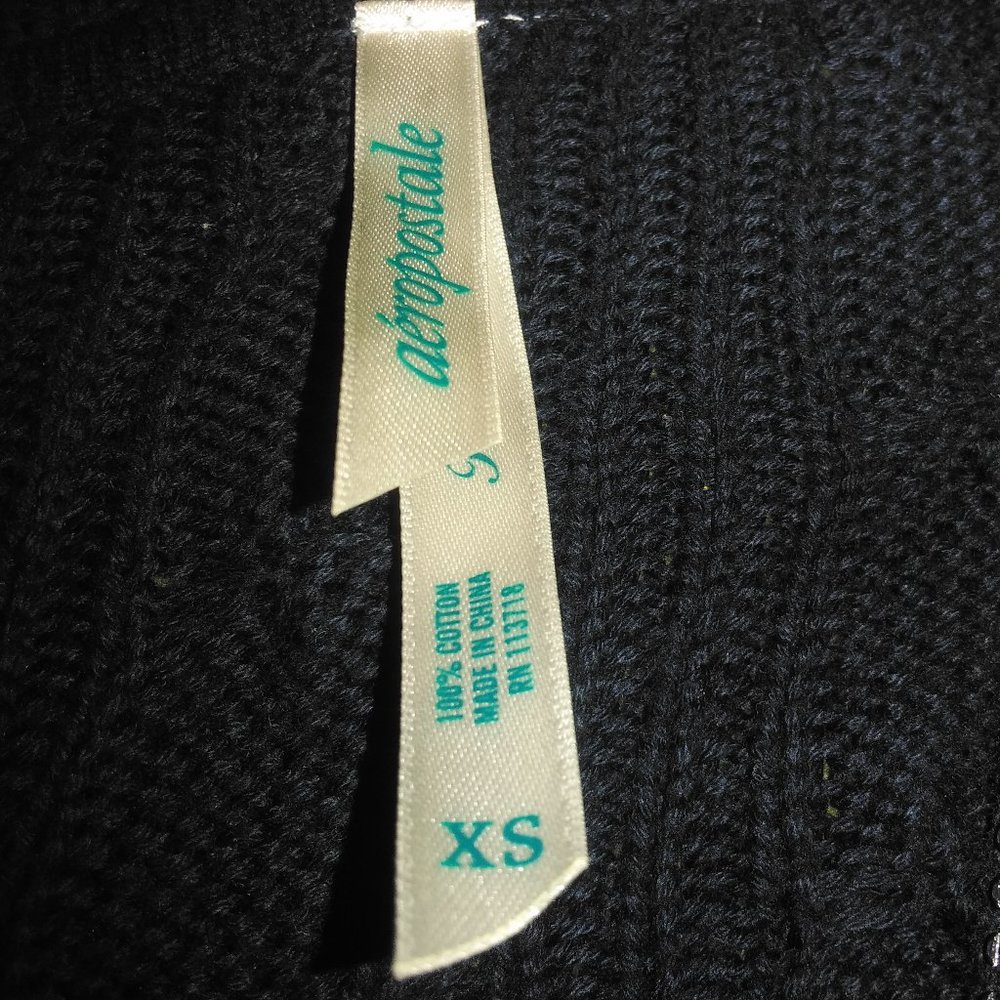 aéropostale
100% COTTON
MADE IN CHINA
RN 113718
XS